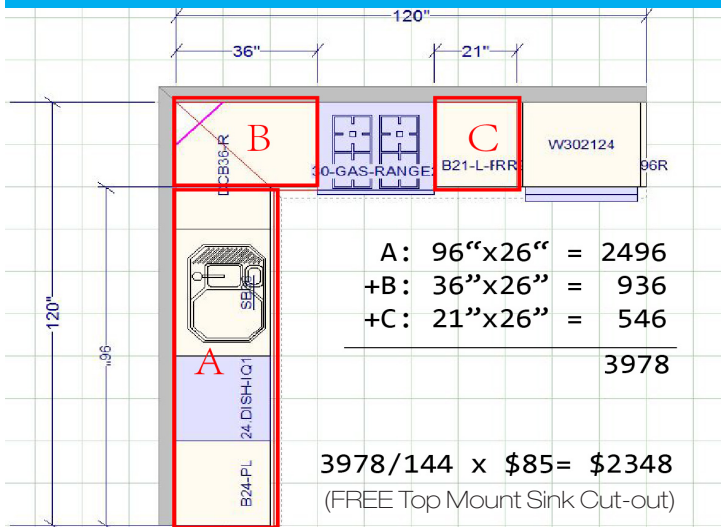 120"
36"
21"
B
C
W302124
DCB36-R
30-GAS-RANGE
B21-L-fRR
96R
120"
96"
A: 96“x26“ = 2496
+B: 36”x26” = 936
+C: 21”x26” = 546
3978
A
24.DISH-IQ1
B24-PL
3978/144 x $85= $2348
(FREE Top Mount Sink Cut-out)